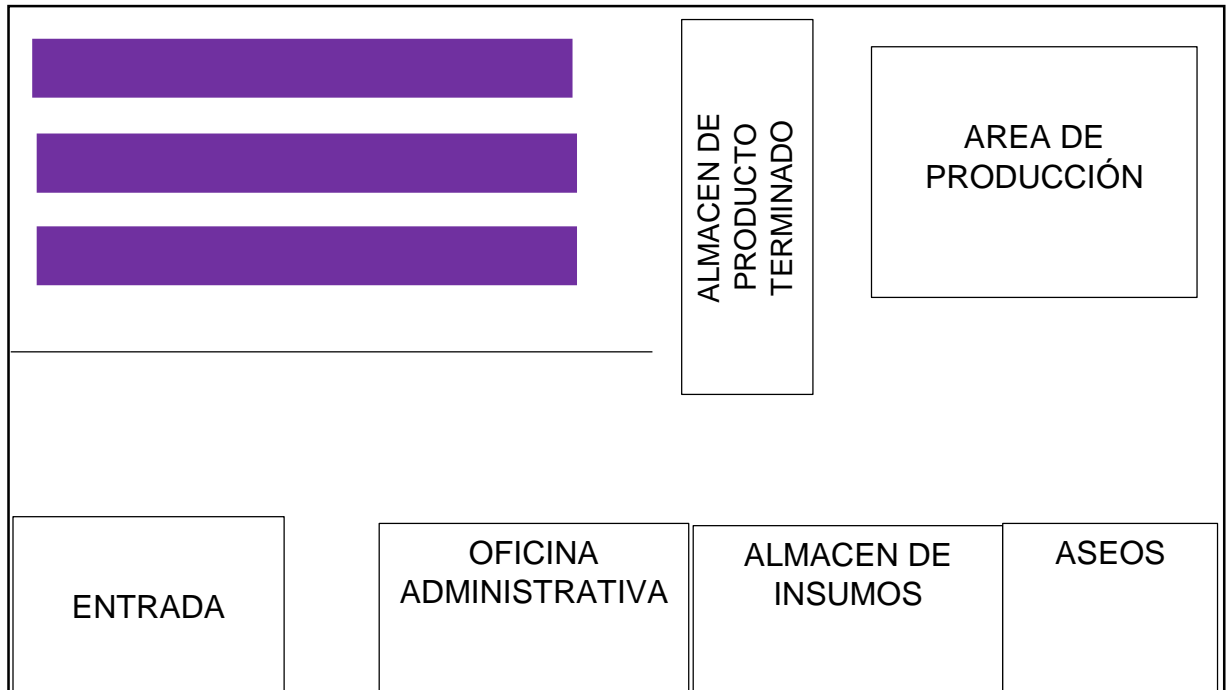 ALMACEN DE
PRODUCTO
TERMINADO
AREA DE
PRODUCCIÓN
ENTRADA
OFICINA
ADMINISTRATIVA
ALMACEN DE
INSUMOS
ASEOS